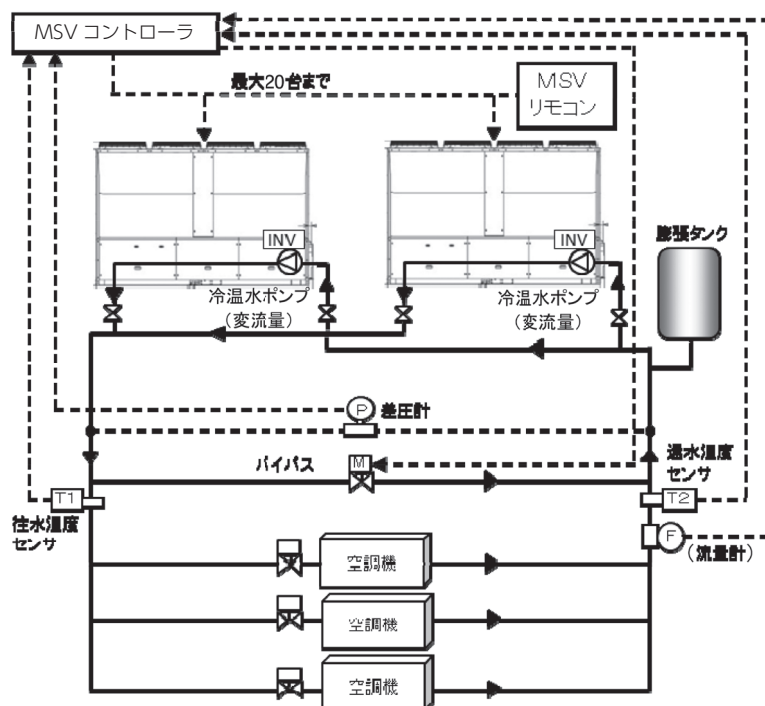 MSV コントローラ
最大20台まで
MSV
リモコン
INV
INV
膨張タンク
冷温水ポンプ
（変流量）
冷温水ポンプ
（変流量）
P
差圧計
還水温度
センサ
バイパス
M
T1
T2
往水温度
センサ
F
（流量計）
空調機
空調機
空調機